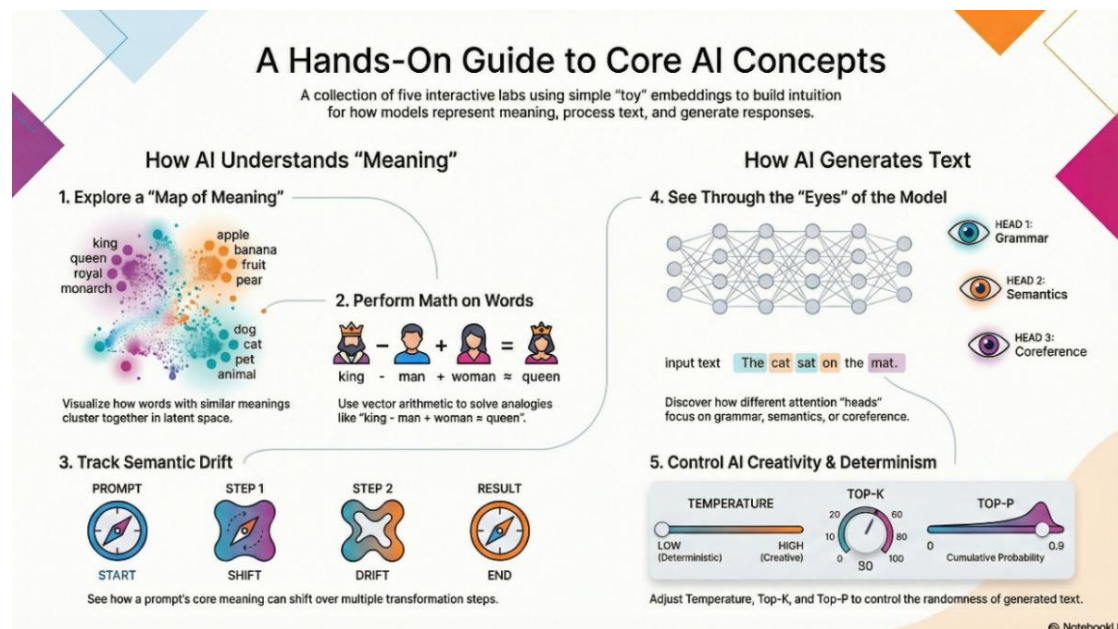 A Hands-On Guide to Core AI Concepts
A collection of five interactive labs using simple “toy” embeddings to build intuition
for how models represent meaning, process text, and generate responses.
How AI Understands “Meaning”
1. Explore a “Map of Meaning”
king
queen
royal
monarch
apple
banana
fruit
pear
dog
cat
pet
animal
Visualize how words with similar meanings
cluster together in latent space.
2. Perform Math on Words
− + =
king - man + woman ≈ queen
Use vector arithmetic to solve analogies
like “king - man + woman ≈ queen”.
3. Track Semantic Drift
PROMPT STEP 1 STEP 2 RESULT
START SHIFT DRIFT END
See how a prompt's core meaning can shift over multiple transformation steps.
How AI Generates Text
4. See Through the “Eyes” of the Model
HEAD 1:
Grammar
HEAD 2:
Semantics
HEAD 3:
Coreference
input text The cat sat on the mat.
Discover how different attention “heads”
focus on grammar, semantics, or coreference.
5. Control AI Creativity & Determinism
TEMPERATURE
LOW HIGH
(Deterministic) (Creative)
TOP-K
20 60
10 80
0 100
30
TOP-P
0 0.9
Cumulative Probability
Adjust Temperature, Top-K, and Top-P to control the randomness of generated text.